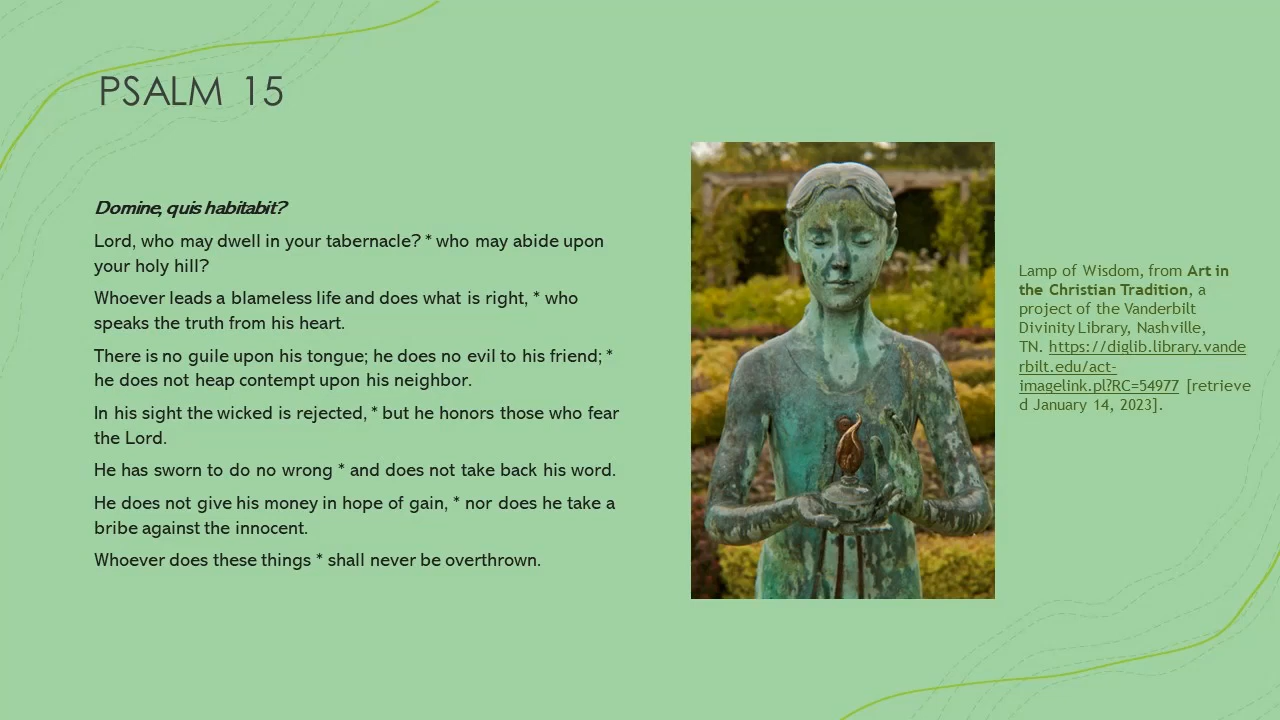 PSALM 15
Domine, quis habitabit?
Lord, who may dwell in your tabernacle? * who may abide upon
your holy hill?
Whoever leads a blameless life and does what is right, * who
speaks the truth from his heart.
There is no guile upon his tongue; he does no evil to his friend; *
he does not heap contempt upon his neighbor.
In his sight the wicked is rejected, * but he honors those who fear
the Lord.
He has sworn to do no wrong * and does not take back his word.
He does not give his money in hope of gain, * nor does he take a
bribe against the innocent.
Whoever does these things * shall never be overthrown.
Lamp of Wisdom, from Art in
the Christian Tradition, a
project of the Vanderbilt
Divinity Library, Nashville,
TN. https://diglib.library.vande
rbilt.edu/act-
imagelink.pl?RC=54977 [retrieve
d January 14, 2023].